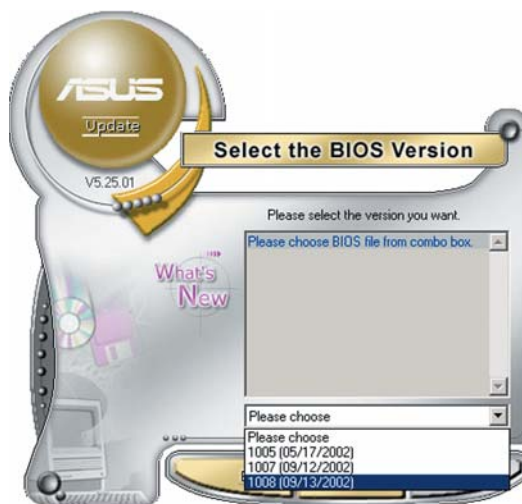 ASUS
Update
V5.25.01
Select the BIOS Version
Please select the version you want.
Please choose BIOS file from combo box.
What's
New
Please choose
Please choose
1005 (05/17/2002)
1007 (09/12/2002)
1008 (09/13/2002)